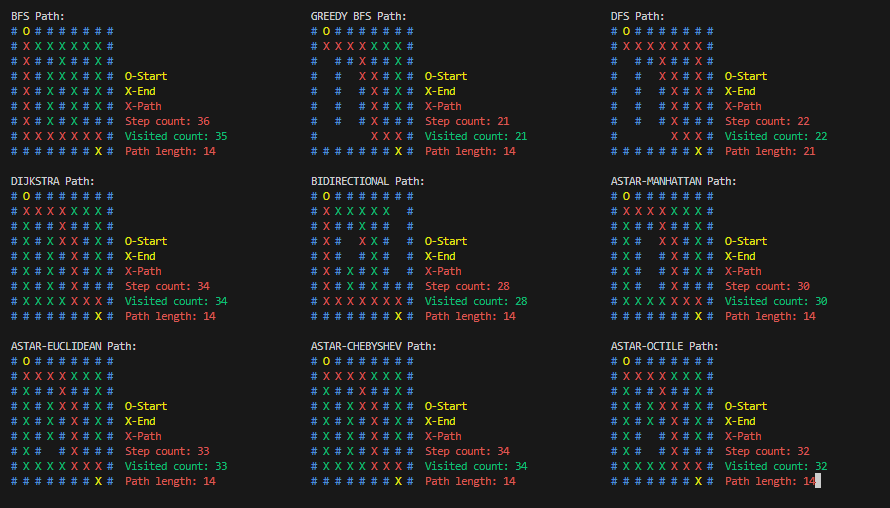 BFS Path:
# O # # # # # # #
# X X X X X X X #
# X # # X # # X #
# X # X X X # X # O-Start
# X # X # X # X # X-End
# X # X # X # X # X-Path
# X # X # X # # # Step count: 36
# X X X X X X X # Visited count: 35
# # # # # # # X # Path length: 14
GREEDY BFS Path:
# O # # # # # # #
# X X X X X X X #
#   # # X # # X #
#   #   X X # X # O-Start
#   #   # X # X # X-End
#   #   # X # X # X-Path
#   #   # X # # # Step count: 21
#         X X X # Visited count: 21
# # # # # # # X # Path length: 14
DFS Path:
# O # # # # # # #
# X X X X X X X #
#   # # X # # X #
#   #   X X # X # O-Start
#   #   # X # X # X-End
#   #   # X # X # X-Path
#   #   # X # # # Step count: 22
#         X X X # Visited count: 22
# # # # # # # X # Path length: 21
DIJKSTRA Path:
# O # # # # # # #
# X X X X X X X #
# X # # X # # X #
# X # X X X # X # O-Start
# X # X # X # X # X-End
# X # X # X # X # X-Path
# X # X # X # # # Step count: 34
# X X X X X X X # Visited count: 34
# # # # # # # X # Path length: 14
BIDIRECTIONAL Path:
# O # # # # # # #
# X X X X X X   #
# X # # X # #   #
# X #   X X #   # O-Start
# X #   # X #   # X-End
# X # X # X #   # X-Path
# X # X # X # # # Step count: 28
# X X X X X X X # Visited count: 28
# # # # # # # X # Path length: 14
ASTAR-MANHATTAN Path:
# O # # # # # # #
# X X X X X X X #
# X # # X # # X #
# X #   X X # X # O-Start
# X #   # X # X # X-End
# X #   # X # X # X-Path
# X #   # X # # # Step count: 30
# X X X X X X X # Visited count: 30
# # # # # # # X # Path length: 14
ASTAR-EUCLIDEAN Path:
# O # # # # # # #
# X X X X X X X #
# X # # X # # X #
# X # X X X # X # O-Start
# X # X # X # X # X-End
# X # X # X # X # X-Path
# X #   # X # # # Step count: 33
# X X X X X X X # Visited count: 33
# # # # # # # X # Path length: 14
ASTAR-CHEBYSHEV Path:
# O # # # # # # #
# X X X X X X X #
# X # # X # # X #
# X # X X X # X # O-Start
# X # X # X # X # X-End
# X # X # X # X # X-Path
# X # X # X # # # Step count: 34
# X X X X X X X # Visited count: 34
# # # # # # # X # Path length: 14
ASTAR-OCTILE Path:
# O # # # # # # #
# X X X X X X X #
# X # # X # # X #
# X # X X X # X # O-Start
# X # X # X # X # X-End
# X #   # X # X # X-Path
# X #   # X # # # Step count: 32
# X X X X X X X # Visited count: 32
# # # # # # # X # Path length: 14